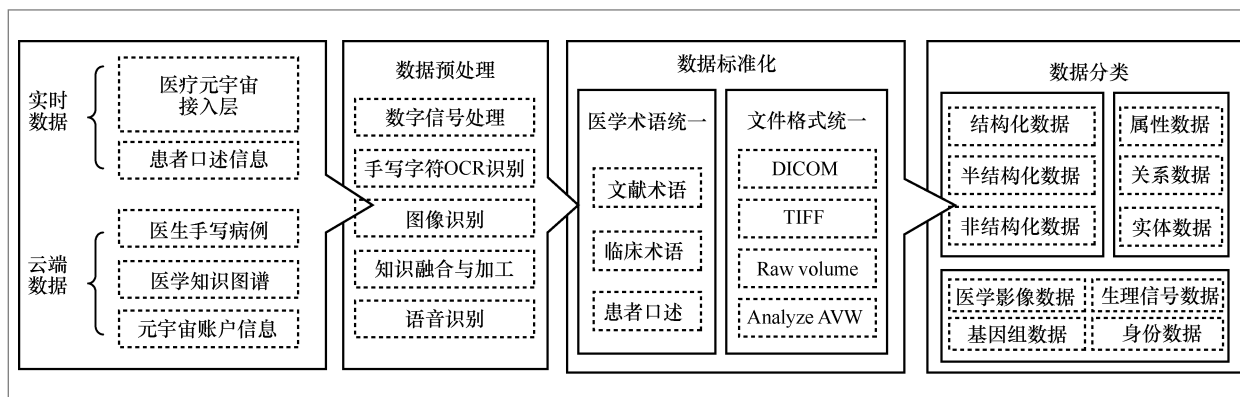 实时
数据
医疗元宇宙
接入层
患者口述信息
云端
数据
医生手写病例
医学知识图谱
元宇宙账户信息
数据预处理
数字信号处理
手写字符OCR识别
图像识别
知识融合与加工
语音识别
数据标准化
医学术语统一
文献术语
临床术语
患者口述
文件格式统一
DICOM
TIFF
Raw volume
Analyze AVW
数据分类
结构化数据
半结构化数据
非结构化数据
属性数据
关系数据
实体数据
医学影像数据
生理信号数据
基因组数据
身份数据